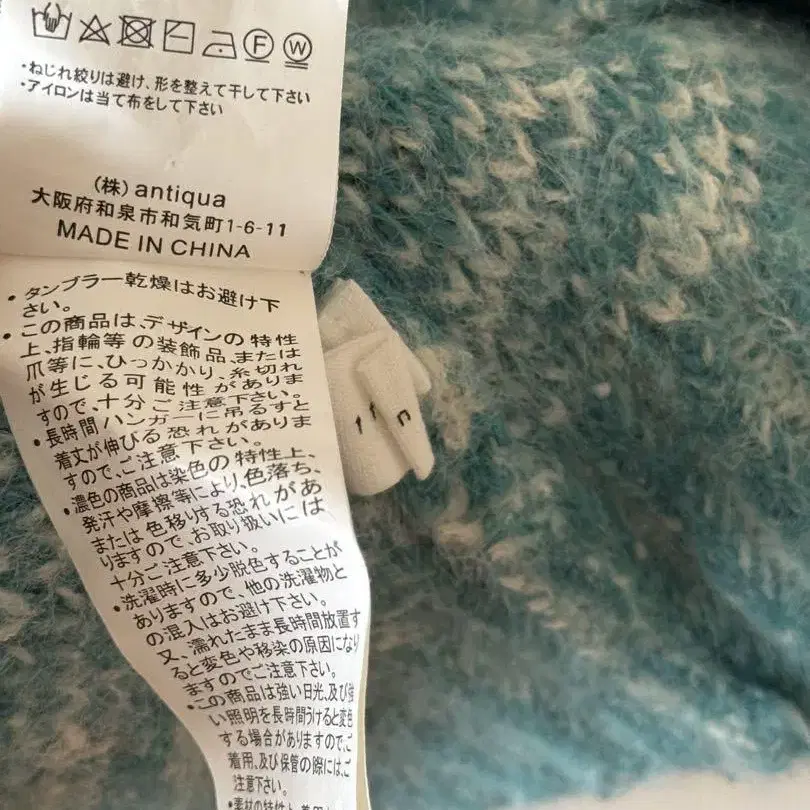 F W
・ねじれ絞りは避け、形を整えて干して下さい
・アイロンは当て布をして下さい
(株) antiqua
大阪府和泉市和気町1-6-11
MADE IN CHINA
・タンブラー乾燥はお避け下
さい。
・この商品は、デザインの特性
上、指輪等の装飾品、または
爪等に、ひっかかり、糸切れ
が生じる可能性がありま
すので、十分ご注意下さい。
・長時間ハンガーに吊るすと
着丈が伸びる恐れがありま
すので、ご注意下さい。
・濃色の商品は染色の特性上、
発汗や摩擦等により、色落ち、
または色移りする恐れがあ
りますので、お取り扱いには
十分ご注意下さい。
・洗濯時に多少脱色することが
ありますので、他の洗濯物と
の混入はお避け下さい。
又、濡れたまま長時間放置す
ると変色や移染の原因になり
ますのでご注意下さい。
・この商品は強い日光、及び強
い照明を長時間うけると変色
する場合がありますので、ご
着用、及び保管の際には、ご
注意下さい。